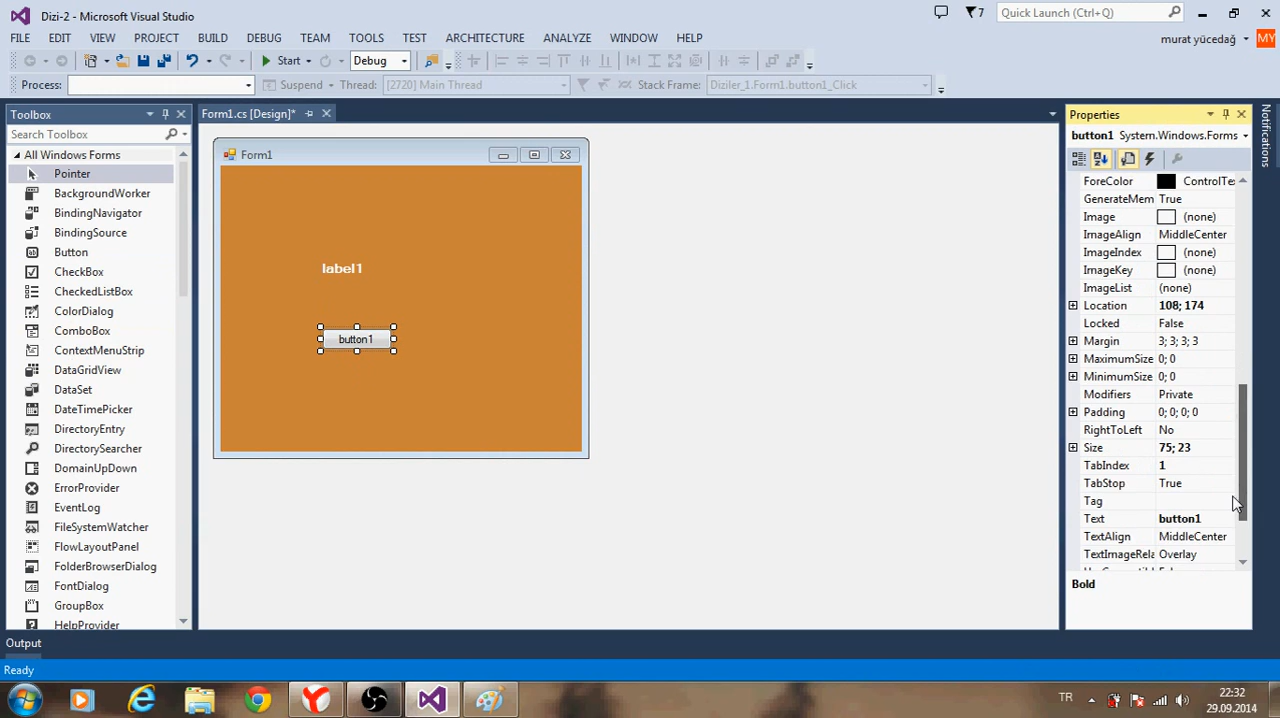 Dizi-2 - Microsoft Visual Studio
7
Quick Launch (Ctrl+Q)
FILE EDIT VIEW PROJECT BUILD DEBUG TEAM TOOLS TEST ARCHITECTURE ANALYZE WINDOW HELP
murat yücedağ MY
Start Debug
Process: Suspend Thread: [2720] Main Thread Stack Frame: Diziler_1.Form1.button1_Click
Toolbox
Search Toolbox
All Windows Forms
Pointer
BackgroundWorker
BindingNavigator
BindingSource
Button
CheckBox
CheckedListBox
ColorDialog
ComboBox
ContextMenuStrip
DataGridView
DataSet
DateTimePicker
DirectoryEntry
DirectorySearcher
DomainUpDown
ErrorProvider
EventLog
FileSystemWatcher
FlowLayoutPanel
FolderBrowserDialog
FontDialog
GroupBox
HelpProvider
Form1.cs [Design]*
Form1
label1
button1
Properties
button1 System.Windows.Forms
ForeColor ControlTex
GenerateMem True
Image (none)
ImageAlign MiddleCenter
ImageIndex (none)
ImageKey (none)
ImageList (none)
Location 108; 174
Locked False
Margin 3; 3; 3; 3
MaximumSize 0; 0
MinimumSize 0; 0
Modifiers Private
Padding 0; 0; 0; 0
RightToLeft No
Size 75; 23
TabIndex 1
TabStop True
Tag
Text button1
TextAlign MiddleCenter
TextImageRela Overlay
Bold
Notifications
Output
Ready
TR
22:32
29.09.2014